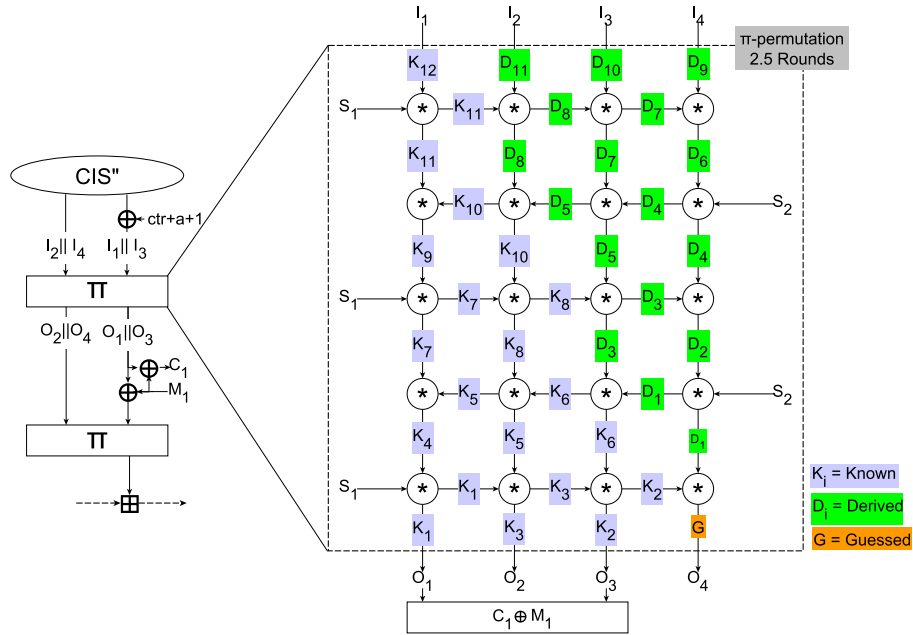 I₁ I₂ I₃ I₄
π-permutation
2.5 Rounds
K₁₂ D₁₁ D₁₀ D₉
S₁ * K₁₁ * D₈ * D₇ *
K₁₁ D₈ D₇ D₆
* K₁₀ * D₅ * D₄ * S₂
K₉ K₁₀ D₅ D₄
S₁ * K₇ * K₈ * D₃ *
K₇ K₈ D₃ D₂
* K₅ * K₆ * D₁ * S₂
K₄ K₅ K₆ D₁
S₁ * K₁ * K₃ * K₂ *
K₁ K₃ K₂ G
O₁ O₂ O₃ O₄
C₁ ⊕ M₁
CIS"
ctr+a+1
I₂|| I₄ I₁|| I₃
π
O₂||O₄ O₁||O₃
C₁
M₁
π
Kᵢ = Known
Dᵢ = Derived
G = Guessed